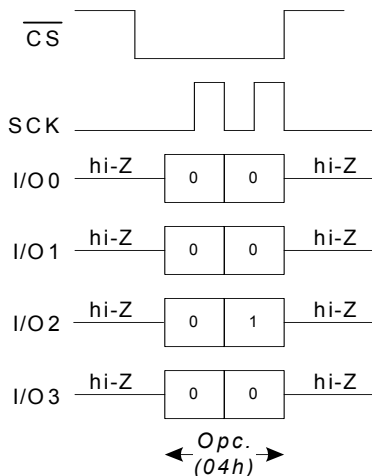 CS
SCK
hi-Z hi-Z
I/O0 0 0
hi-Z hi-Z
I/O1 0 0
hi-Z hi-Z
I/O2 0 1
hi-Z hi-Z
I/O3 0 0
Opc.
(04h)